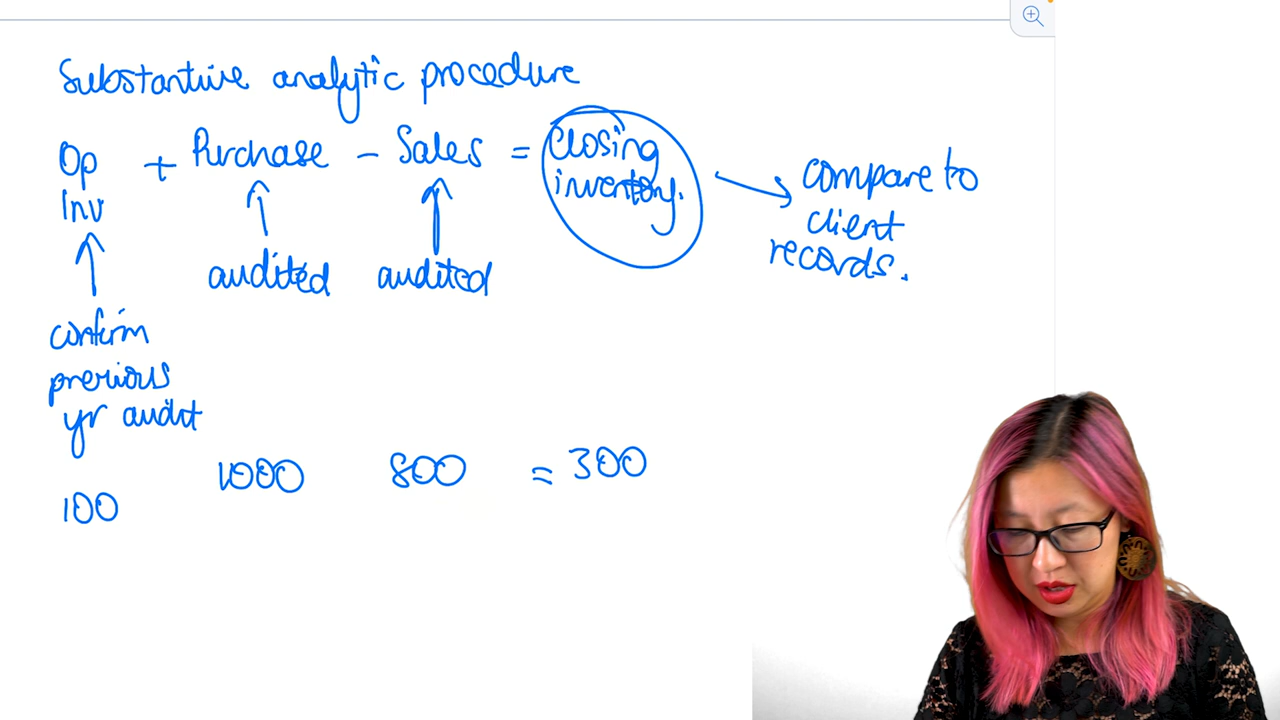 Substantive analytic procedure
Op + Purchase - Sales = Closing
Inv inventory.
compare to
client
records.
audited audited
confirm
previous
yr audit
100 1000 800 = 300